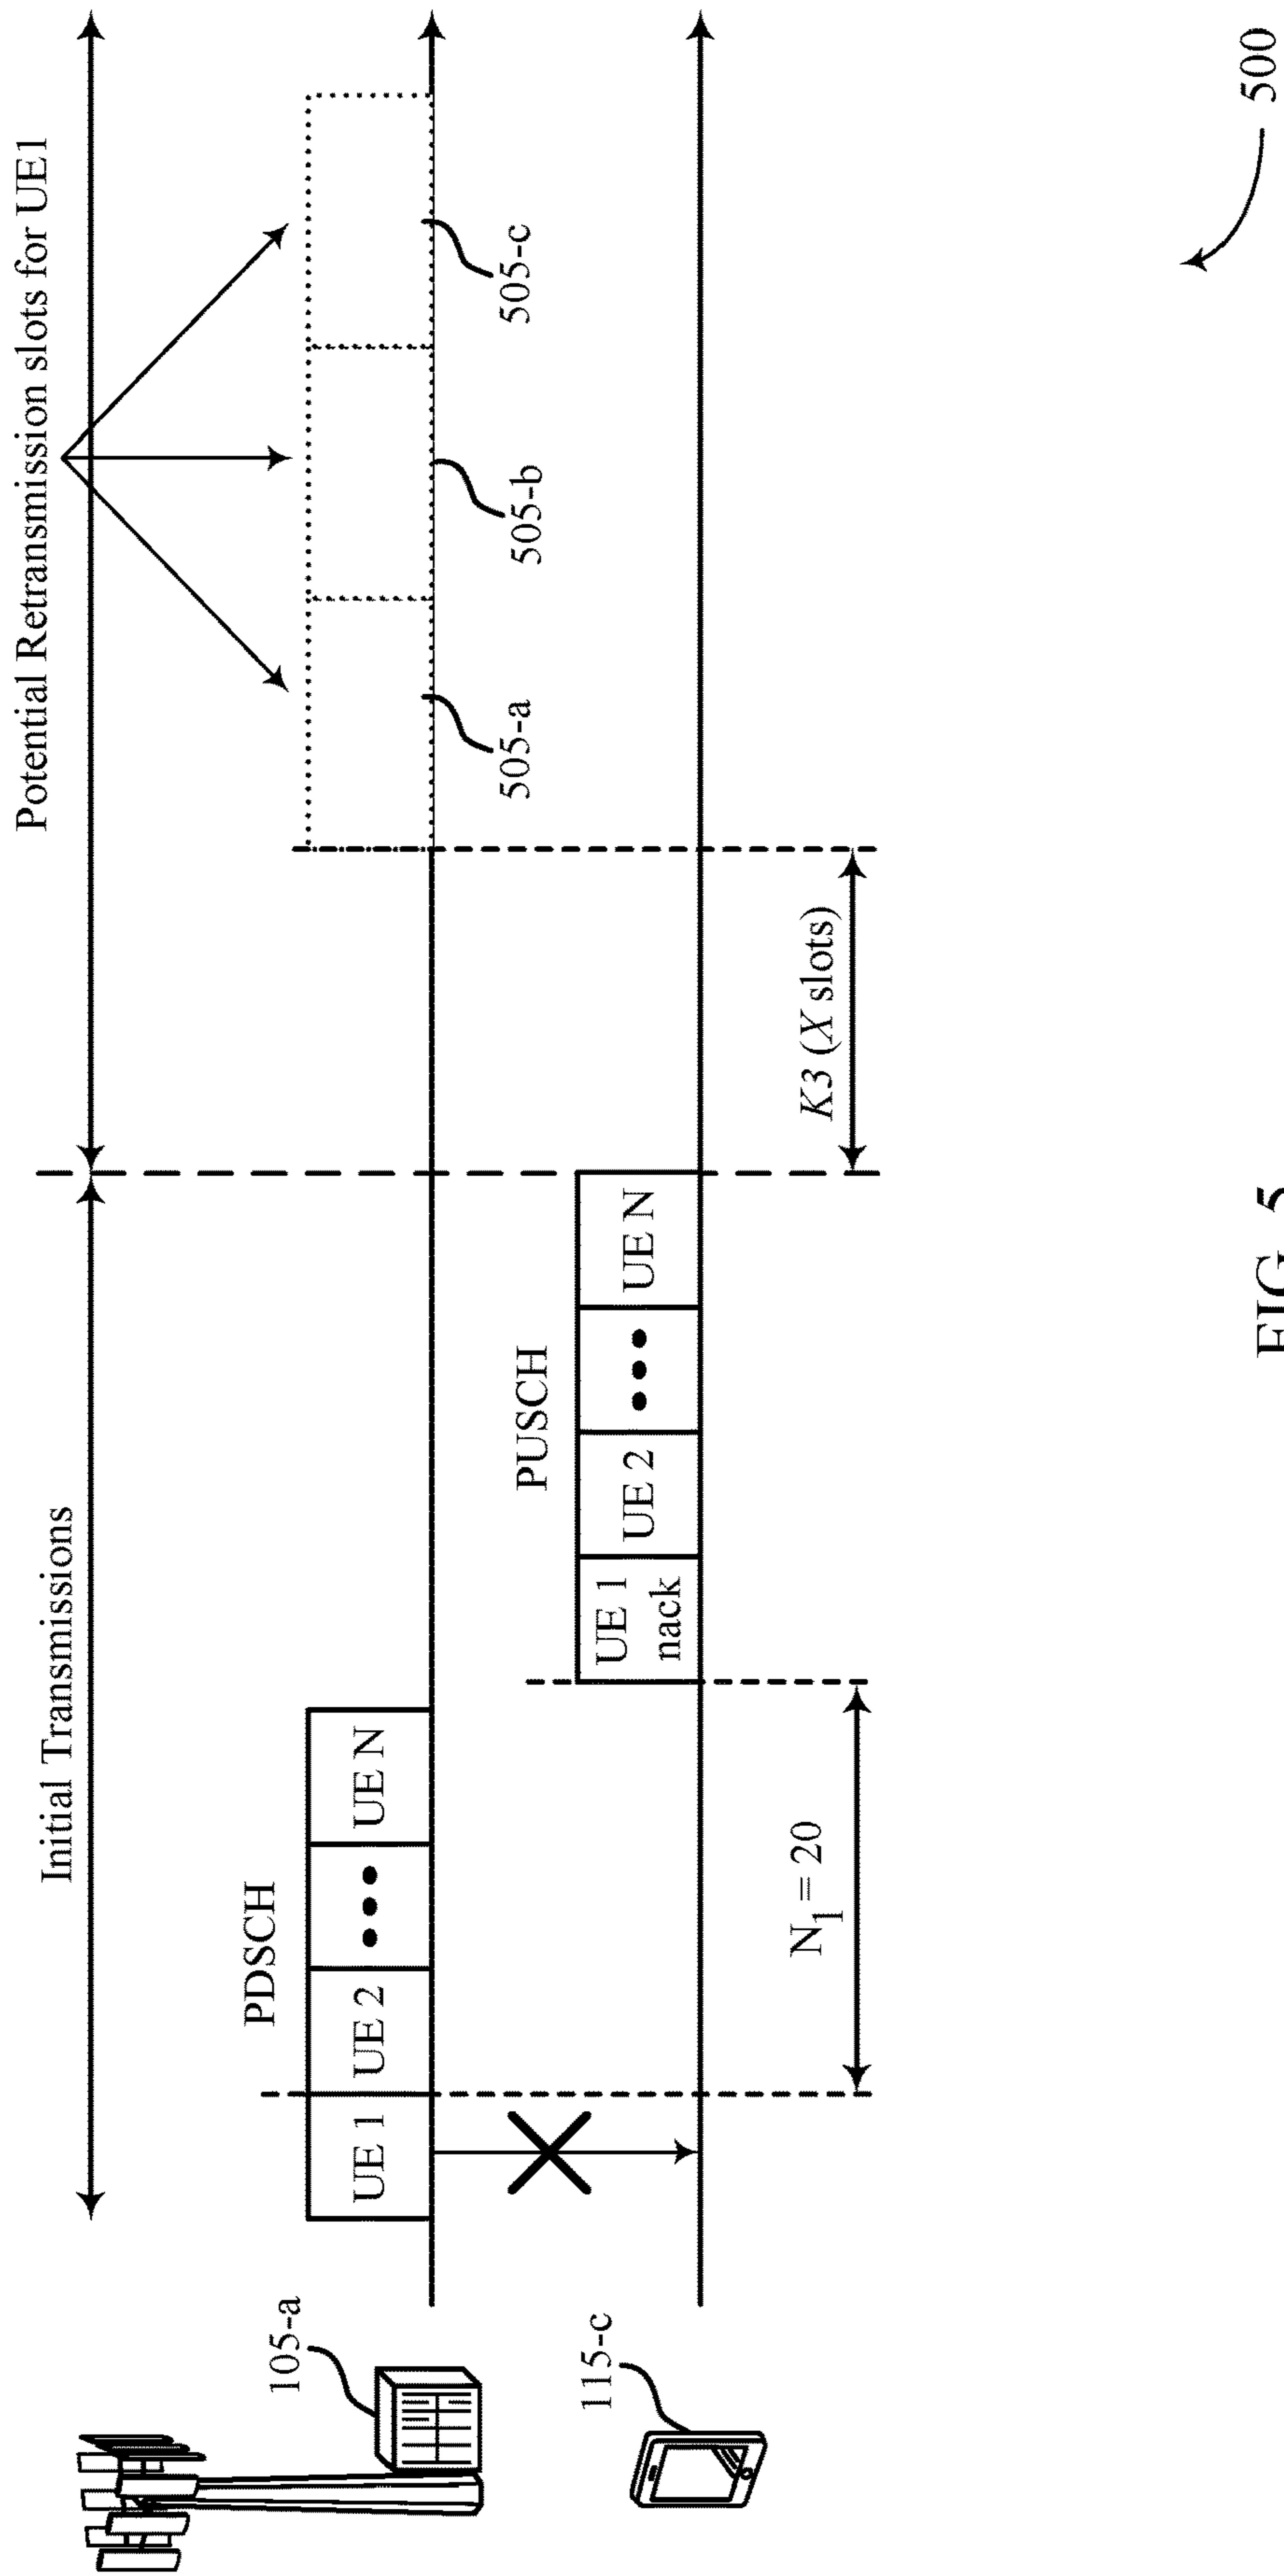 Initial Transmissions
Potential Retransmission slots for UE1
105-a
PDSCH
UE 1
UE 2
•••
UE N
505-a
505-b
505-c
115-c
PUSCH
UE 1
nack
UE 2
•••
UE N
N1 = 20
K3 (X slots)
500
FIG. 5